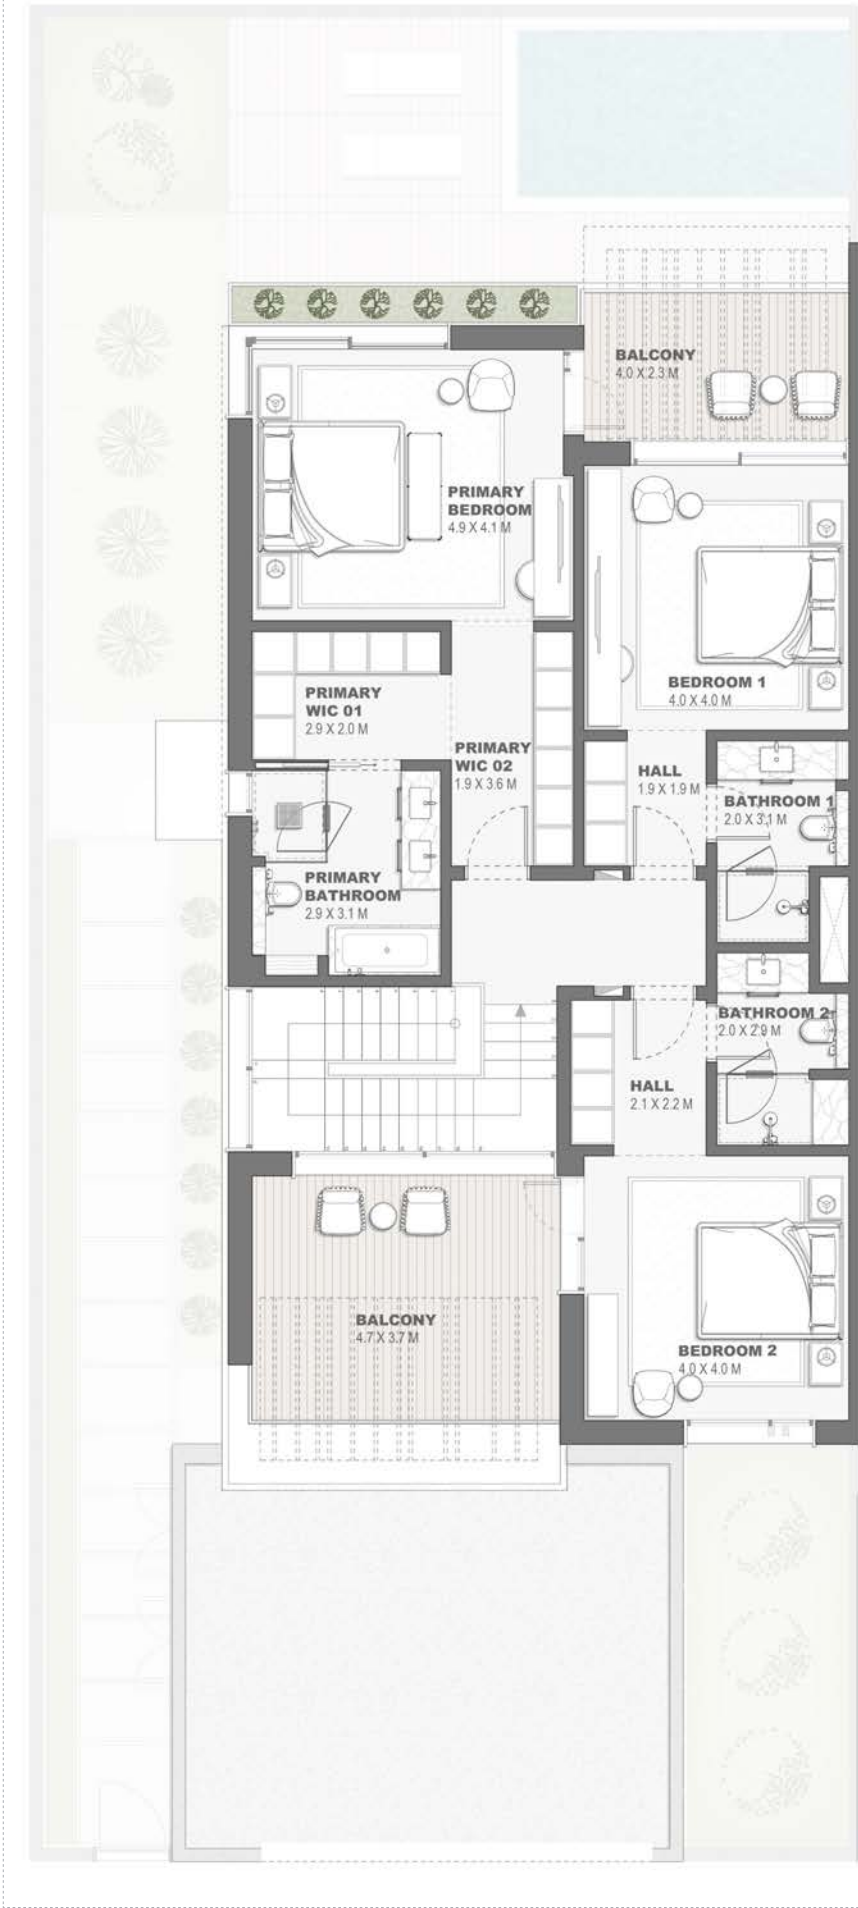 BALCONY
4.0 X 2.3 M
PRIMARY
BEDROOM
4.9 X 4.1 M
BEDROOM 1
4.0 X 4.0 M
PRIMARY
WIC 01
2.9 X 2.0 M
PRIMARY
WIC 02
1.9 X 3.6 M
HALL
1.9 X 1.9 M
BATHROOM 1
2.0 X 3.1 M
PRIMARY
BATHROOM
2.9 X 3.1 M
BATHROOM 2
2.0 X 2.9 M
HALL
2.1 X 2.2 M
BALCONY
4.7 X 3.7 M
BEDROOM 2
4.0 X 4.0 M